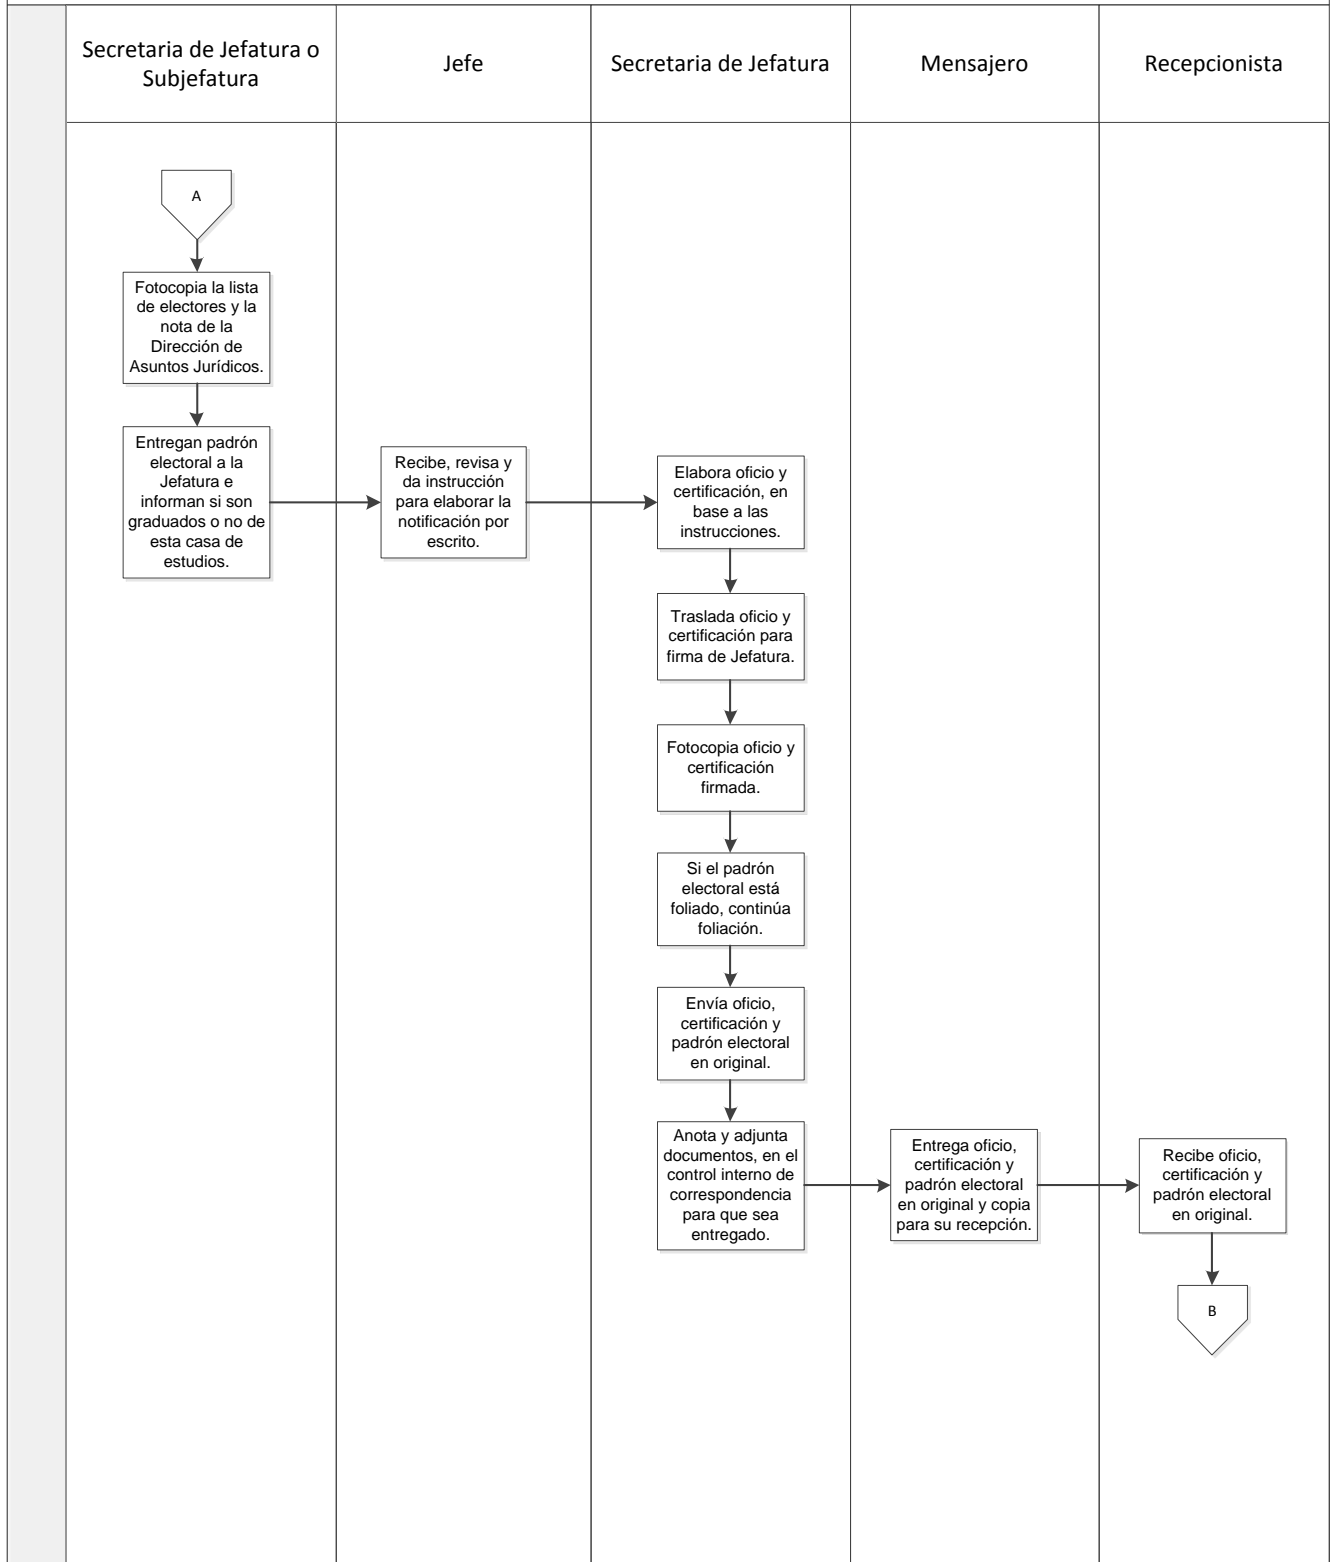 Secretaria de Jefatura o
Subjefatura
Jefe
Secretaria de Jefatura
Mensajero
Recepcionista
A
Fotocopia la lista
de electores y la
nota de la
Dirección de
Asuntos Jurídicos.
Entregan padrón
electoral a la
Jefatura e
informan si son
graduados o no de
esta casa de
estudios.
Recibe, revisa y
da instrucción
para elaborar la
notificación por
escrito.
Elabora oficio y
certificación, en
base a las
instrucciones.
Traslada oficio y
certificación para
firma de Jefatura.
Fotocopia oficio y
certificación
firmada.
Si el padrón
electoral está
foliado, continúa
foliación.
Envía oficio,
certificación y
padrón electoral
en original.
Anota y adjunta
documentos, en el
control interno de
correspondencia
para que sea
entregado.
Entrega oficio,
certificación y
padrón electoral
en original y copia
para su recepción.
Recibe oficio,
certificación y
padrón electoral
en original.
B